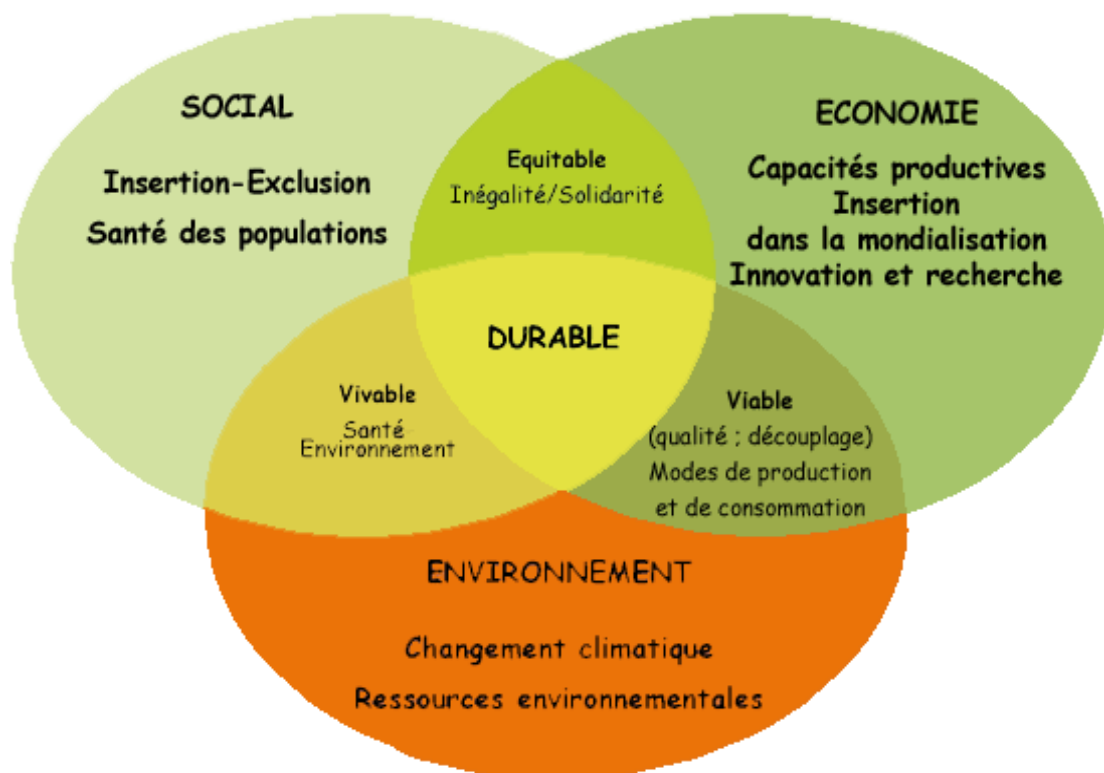 SOCIAL
Insertion-Exclusion
Santé des populations
ECONOMIE
Capacités productives
Insertion
dans la mondialisation
Innovation et recherche
Equitable
Inégalité/Solidarité
DURABLE
Vivable
Santé
Environnement
Viable
(qualité ; découplage)
Modes de production
et de consommation
ENVIRONNEMENT
Changement climatique
Ressources environnementales